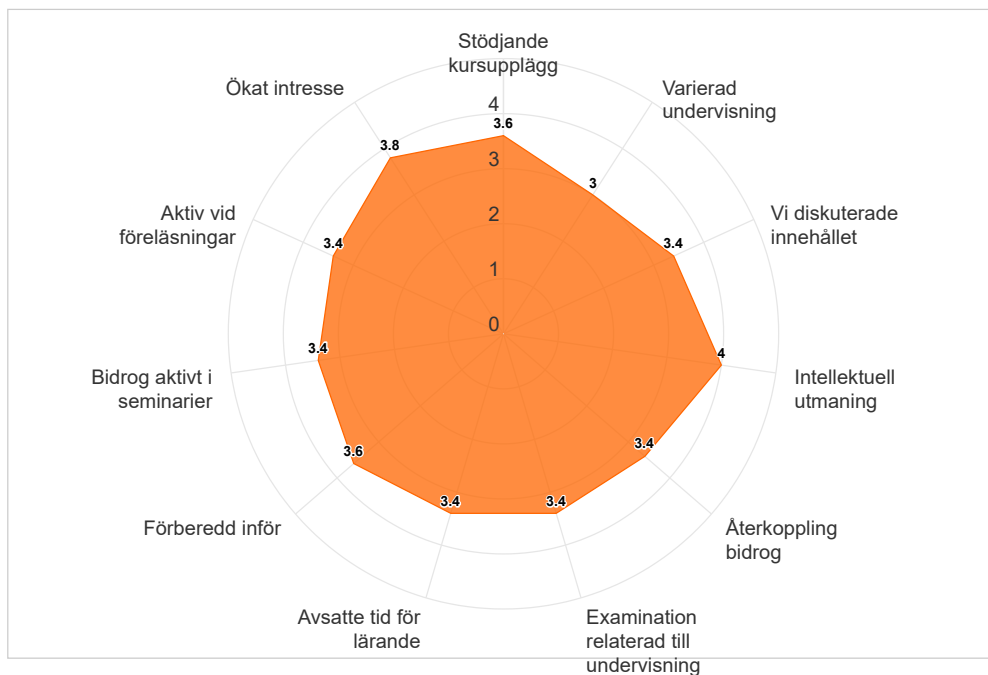 Stödjande
kursupplägg
Ökat intresse
Varierad
undervisning
4
3.6
3.8
3
3
Aktiv vid
föreläsningar
Vi diskuterade
innehållet
2
3.4
3.4
1
0
3.4
4
Bidrog aktivt i
seminarier
Intellektuell
utmaning
3.6
3.4
3.4
3.4
Förberedd inför
Återkoppling
bidrog
Avsatte tid för
lärande
Examination
relaterad till
undervisning